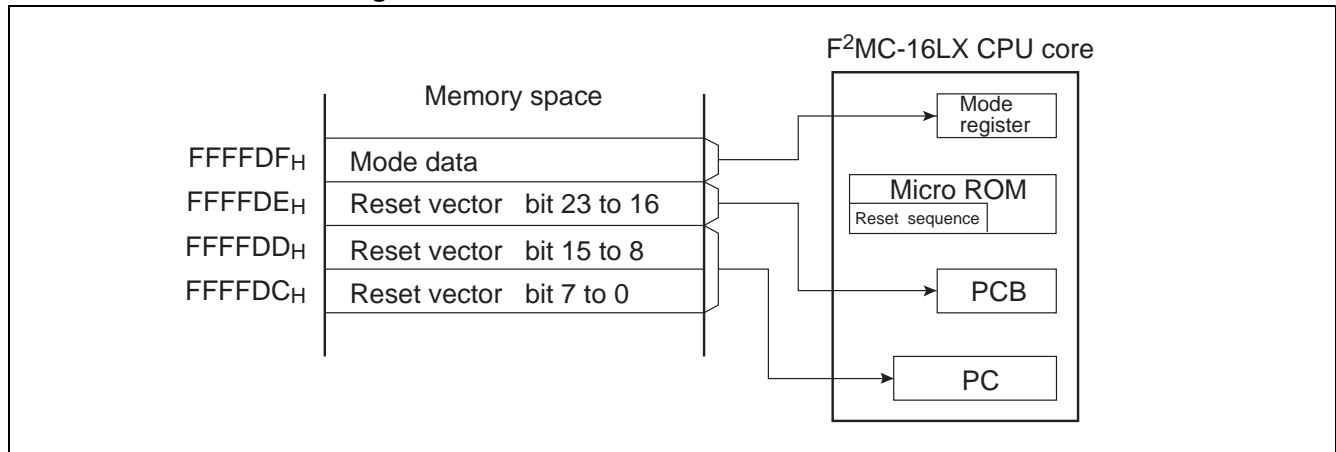 F²MC-16LX CPU core
Memory space
Mode
register
FFFFDFH Mode data
FFFFDEH Reset vector bit 23 to 16
FFFFDDH Reset vector bit 15 to 8
FFFFDCH Reset vector bit 7 to 0
Micro ROM
Reset sequence
PCB
PC